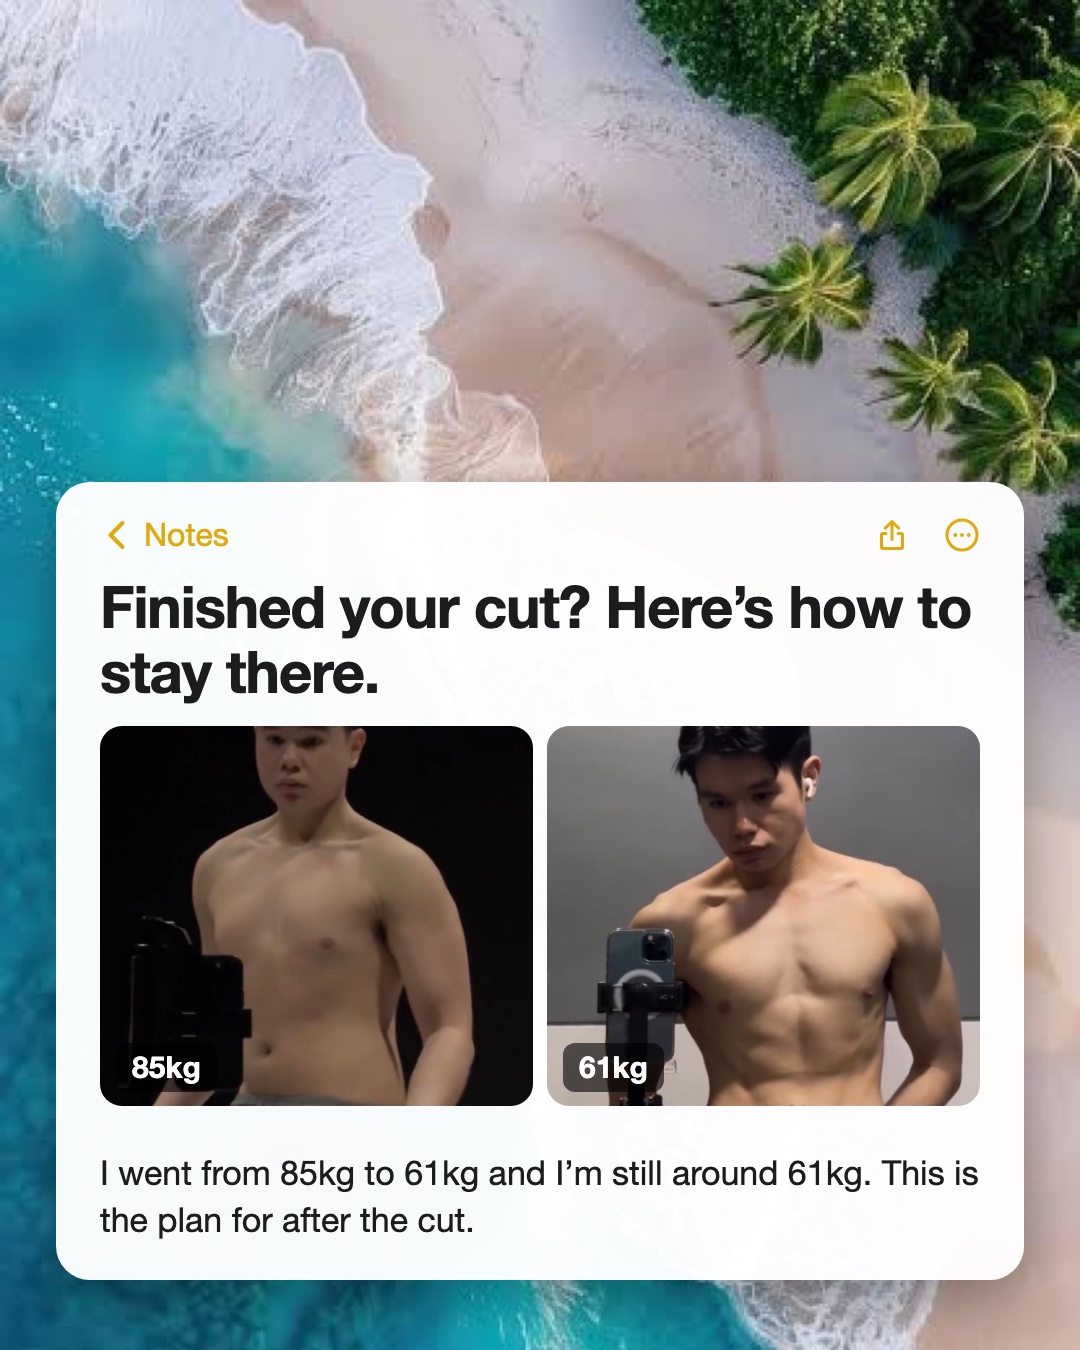 Notes
Finished your cut? Here’s how to
stay there.
85kg
61kg
I went from 85kg to 61kg and I’m still around 61kg. This is
the plan for after the cut.